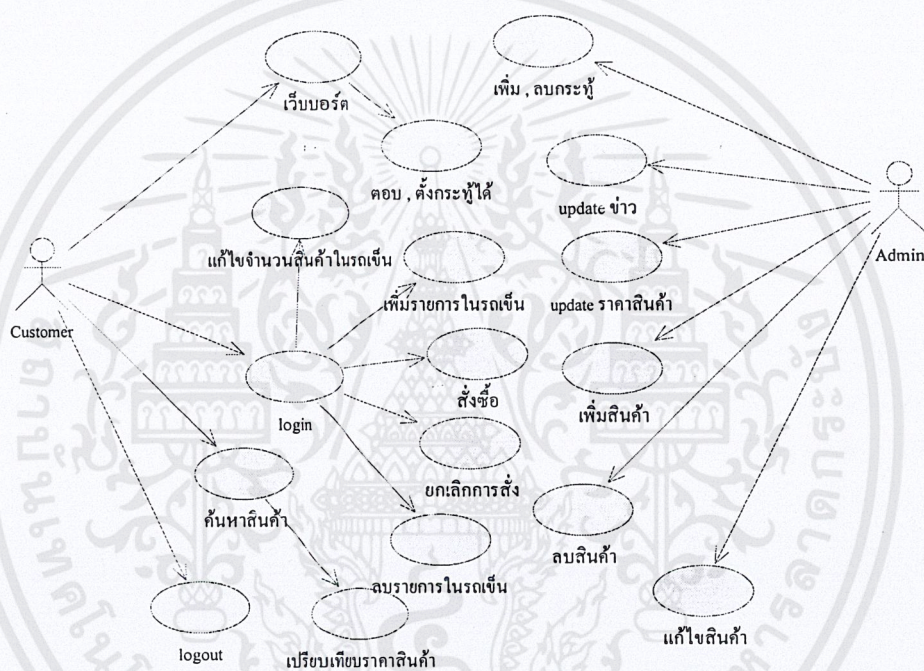 เพิ่ม , ลบกระทู้
เว็บบอร์ด
ตอบ , ตั้งกระทู้ได้
update ข่าว
Admin
แก้ไขจำนวนสินค้าในรถเข็น
เพิ่มรายการในรถเข็น
update ราคาสินค้า
Customer
สั่งซื้อ
เพิ่มสินค้า
login
ยกเลิกการสั่ง
ค้นหาสินค้า
ลบสินค้า
ลบรายการในรถเข็น
แก้ไขสินค้า
logout
เปรียบเทียบราคาสินค้า